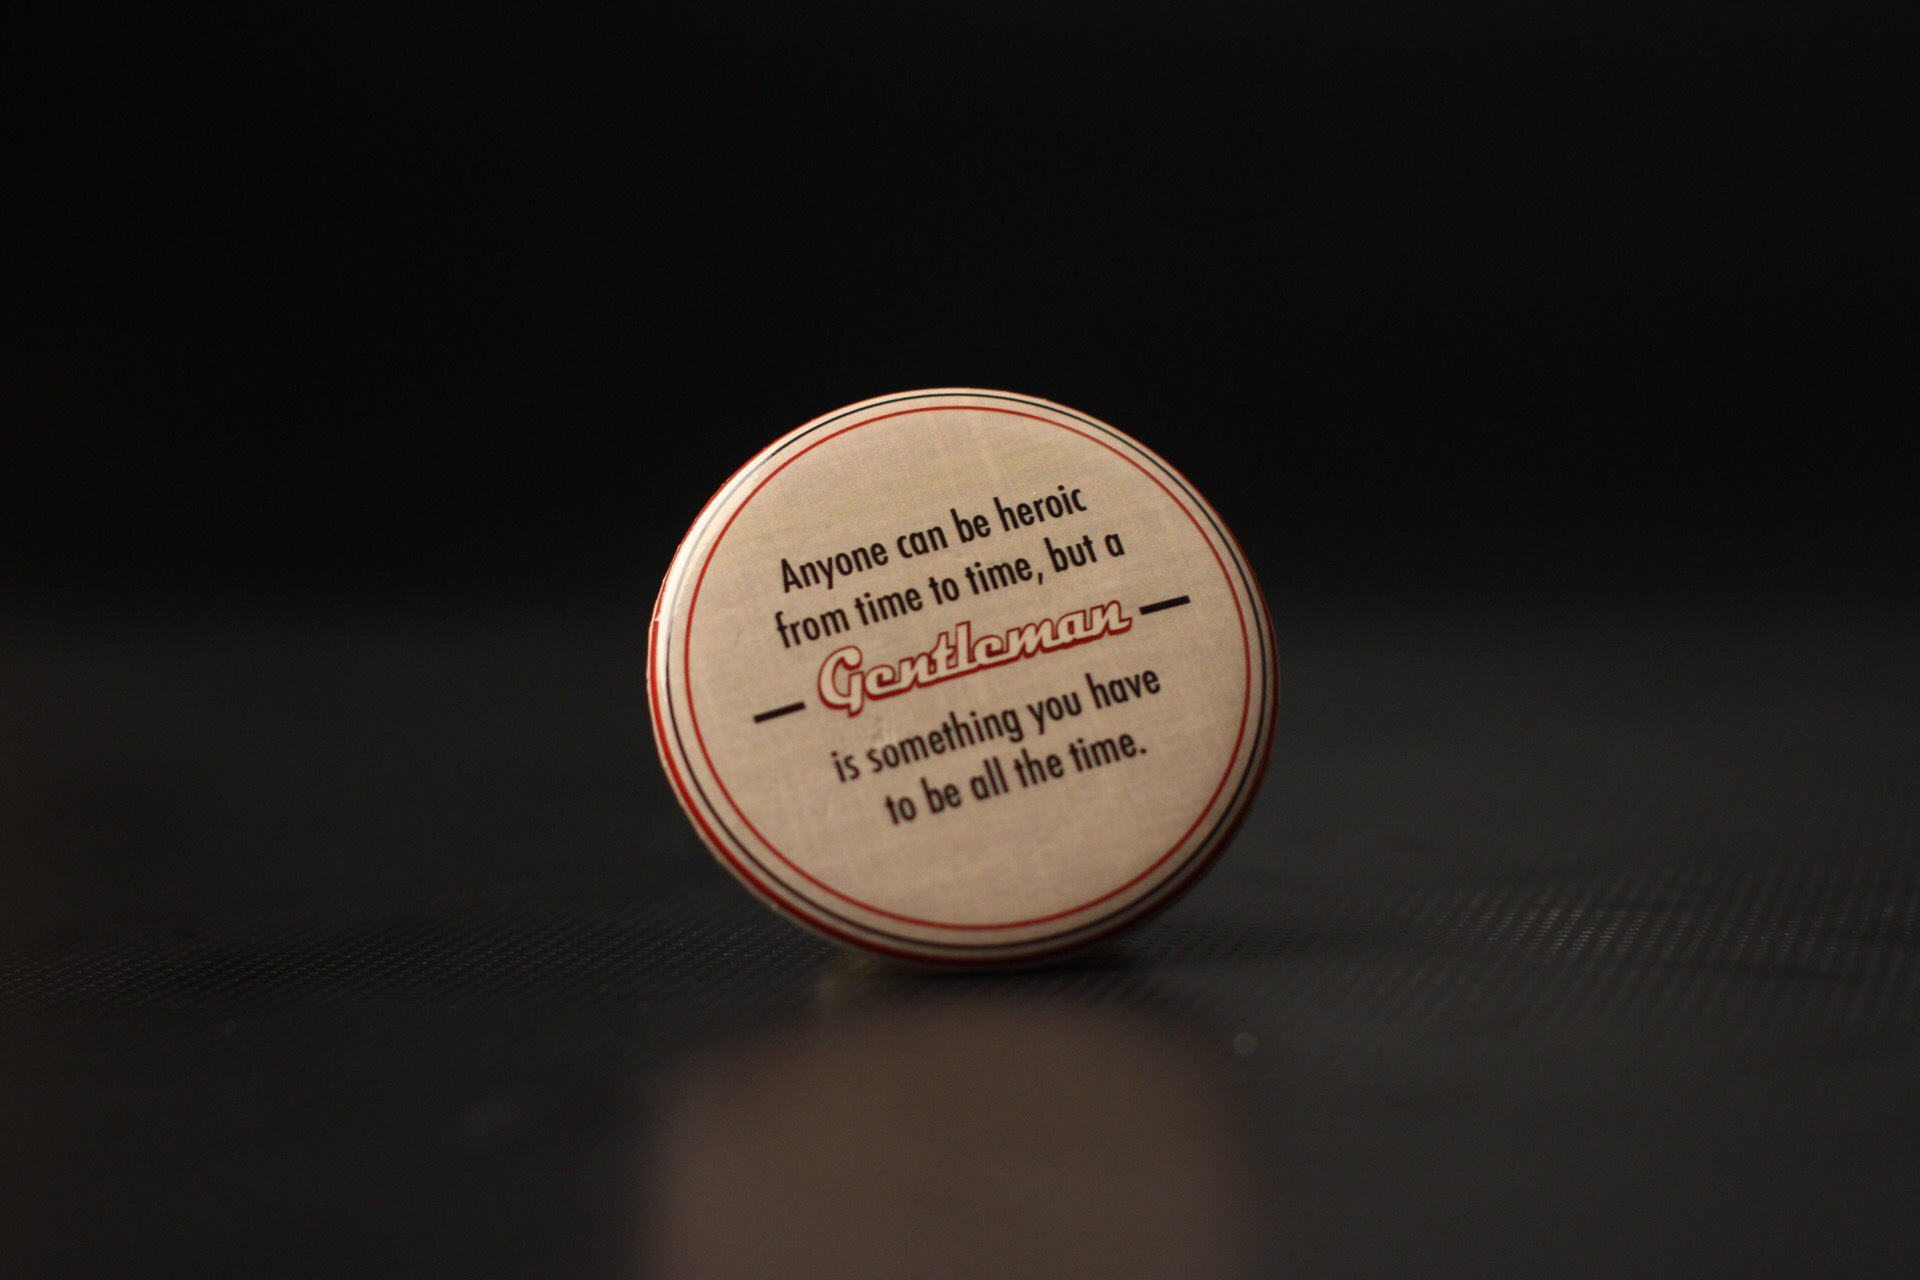 Anyone can be heroic
from time to time, but a
Gentleman
is something you have
to be all the time.